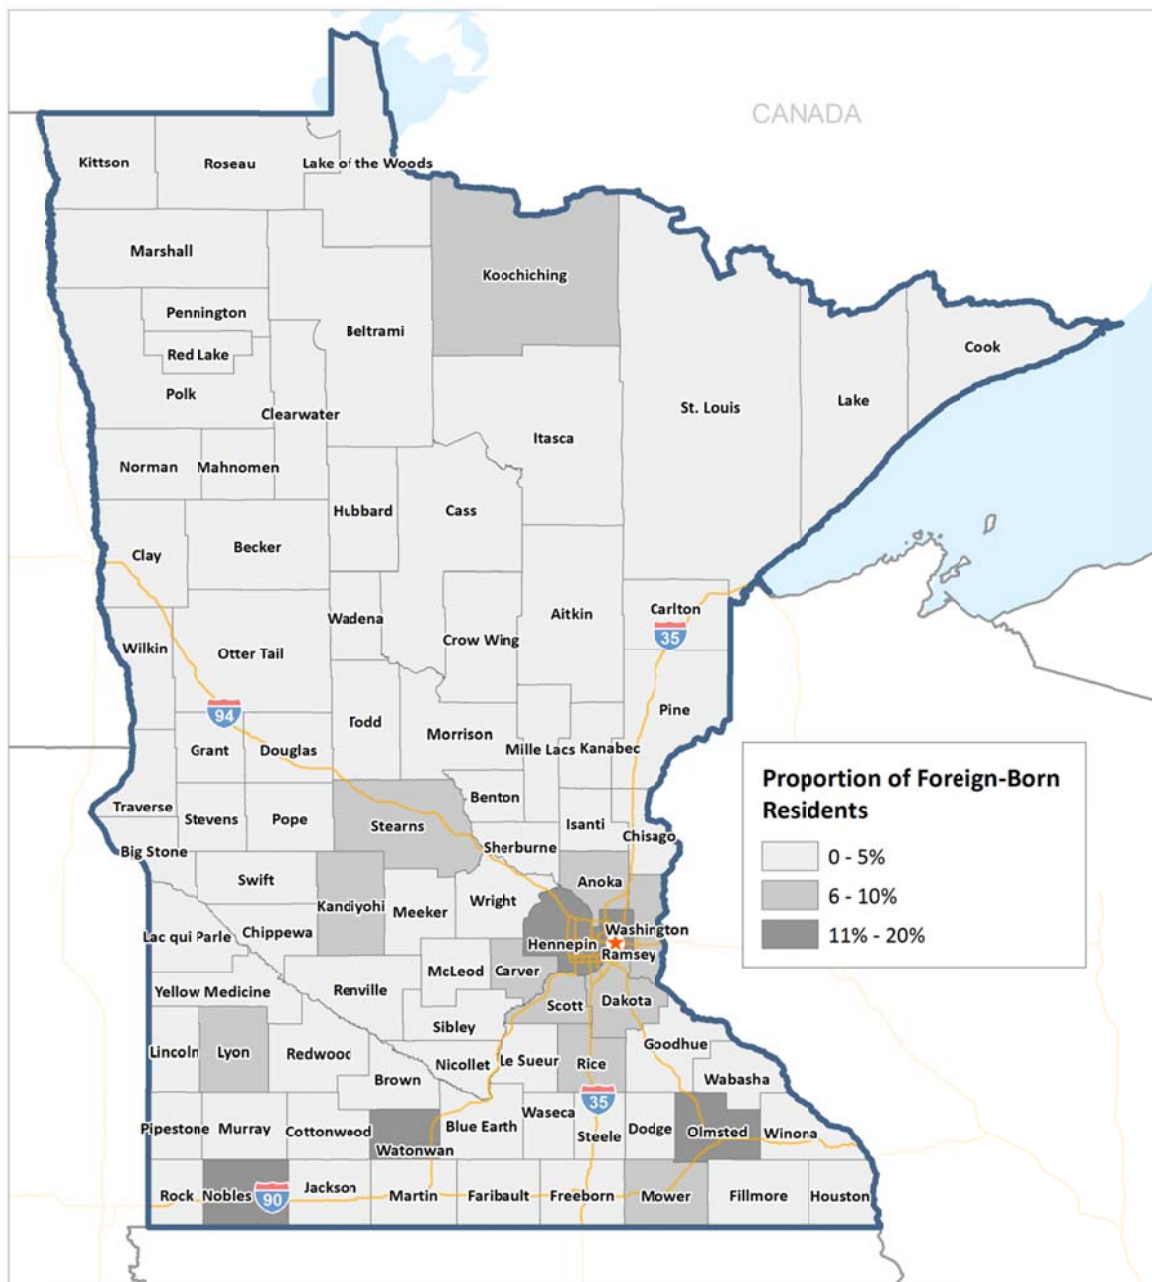 CANADA
Kittson
Roseau
Lake of the Woods
Marshall
Koochiching
Pennington
Beltrami
Red Lake
Cook
Polk
Lake
St. Louis
Clearwater
Itasca
Norman
Mahnomen
Hubbard
Cass
Becker
Clay
Carlton
Aitkin
Wadena
35
Crow Wing
Wilkin
Otter Tail
Pine
94
Todd
Morrison
Grant
Douglas
Mille Lacs
Kanabec
Proportion of Foreign-Born
Residents
0 - 5%
6 - 10%
11% - 20%
Benton
Traverse
Stevens
Pope
Stearns
Isanti
Chisago
Sherburne
Big Stone
Swift
Anoka
Kandiyohi
Meeker
Wright
Washington
Chippewa
Lac qui Parle
Hennepin
Ramsey
McLeod
Carver
Yellow Medicine
Renville
Scott
Dakota
Sibley
Goodhue
Lincoln
Lyon
Redwood
Nicollet
Le Sueur
Rice
Brown
Wabasha
35
Waseca
Pipestone
Murray
Cottonwood
Watonwan
Blue Earth
Steele
Dodge
Olmsted
Winona
Rock
Nobles
90
Jackson
Martin
Faribault
Freeborn
Mower
Fillmore
Houston